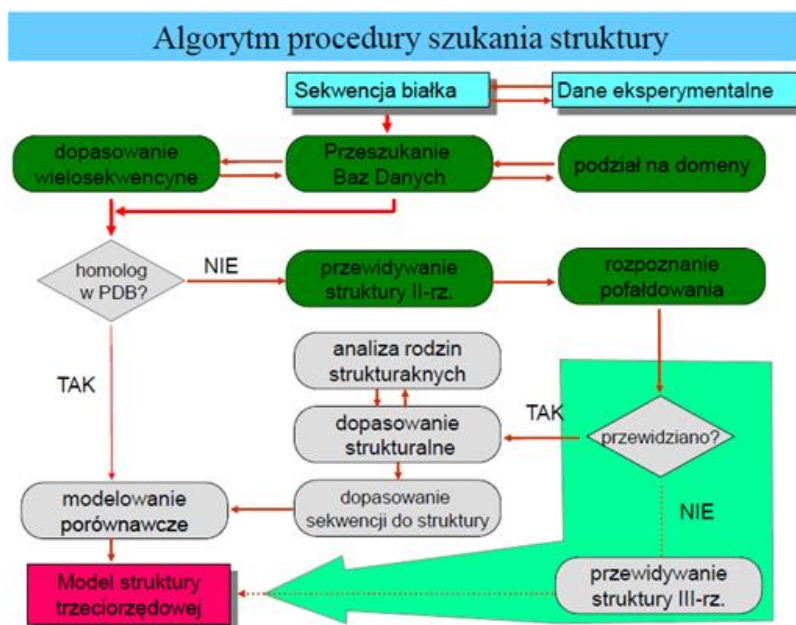 Algorytm procedury szukania struktury
Sekwencja białka
Dane eksperymentalne
dopasowanie
wielosekwencyjne
Przeszukanie
Baz Danych
podział na domeny
homolog
w PDB?
NIE
przewidywanie
struktury II-rz.
rozpoznanie
pofałdowania
analiza rodzin
strukturaknych
TAK
dopasowanie
strukturalne
TAK
przewidziano?
modelowanie
porównawcze
dopasowanie
sekwencji do struktury
NIE
Model struktury
trzeciorzędowej
przewidywanie
struktury III-rz.